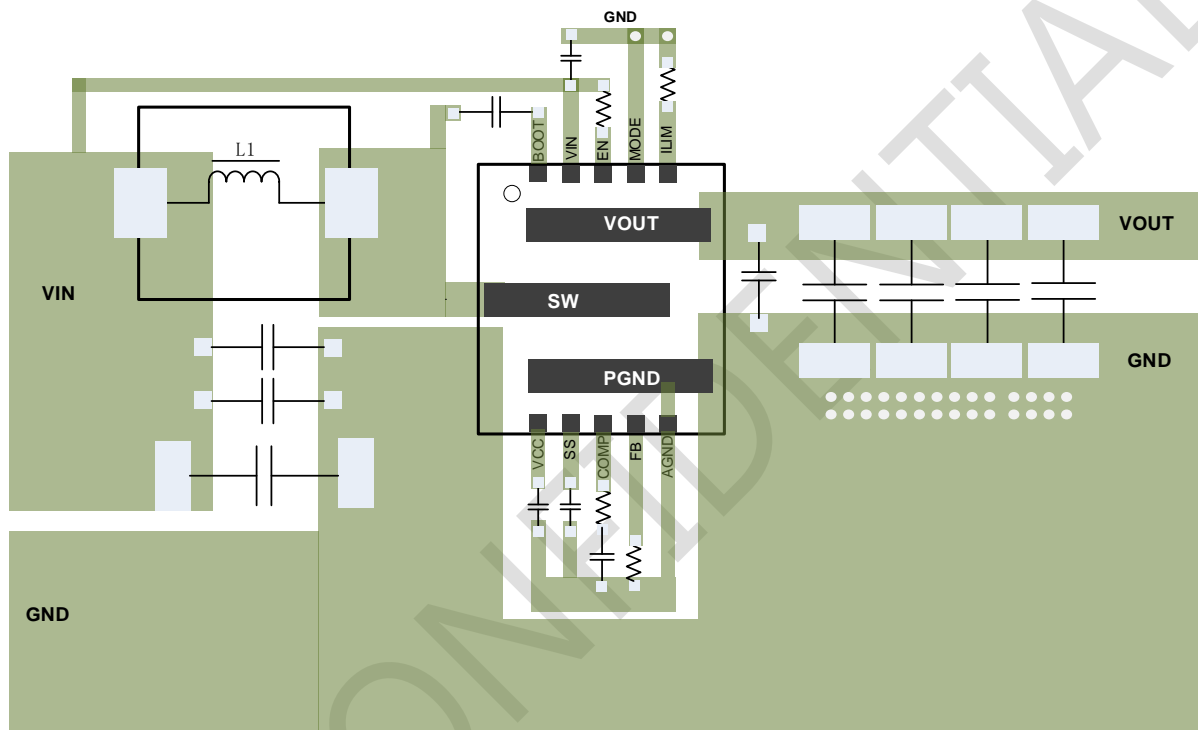 GND
BOOT
VIN
EN
MODE
ILIM
L1
VOUT
VOUT
VIN
SW
GND
PGND
VCC
SS
COMP
FB
AGND
GND
ONFIDENTIAL